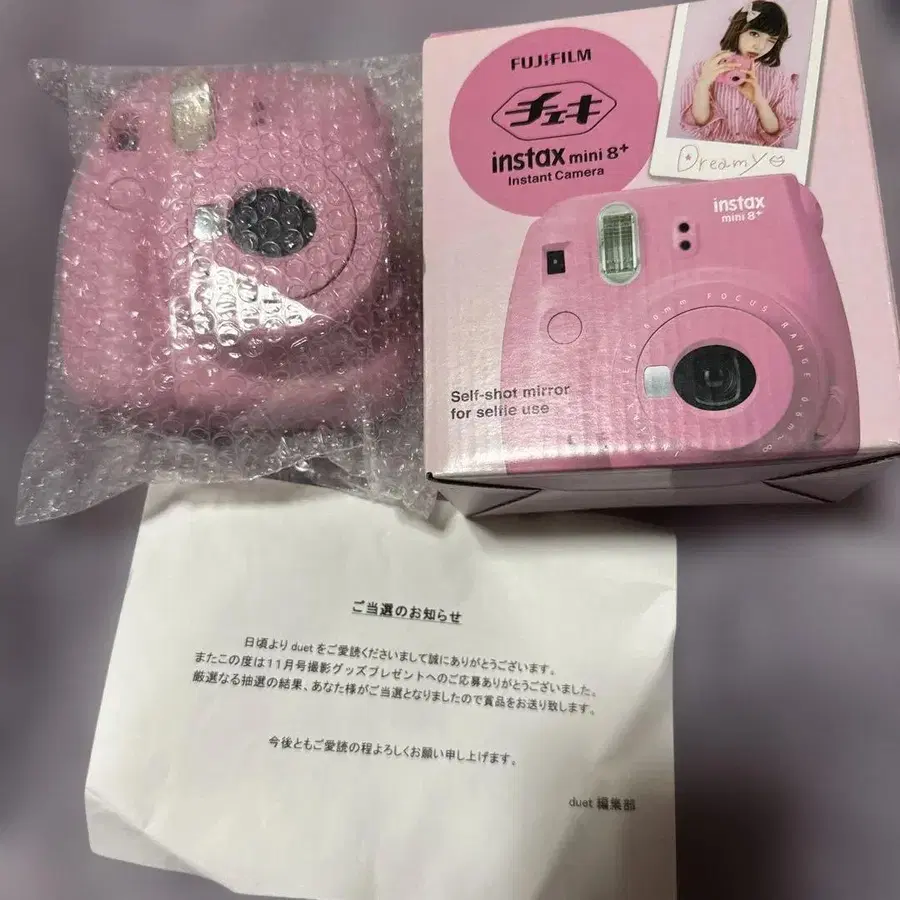 FUJIFILM
チェキ
instax mini 8+
Instant Camera
Dreamy
instax
mini 8+
60mm FOCUS RANGE 0.6m~∞
Self-shot mirror
for selfie use
ご当選のお知らせ
日頃より duet をご愛読くださいまして誠にありがとうございます。
またこの度は11月号撮影グッズプレゼントへのご応募ありがとうございました。
厳選なる抽選の結果、あなた様がご当選となりましたので賞品をお送り致します。
今後ともご愛読の程よろしくお願い申し上げます。
duet 編集部